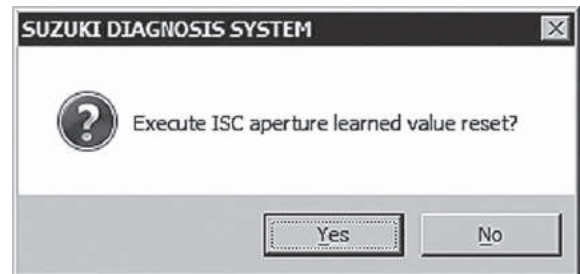 SUZUKI DIAGNOSIS SYSTEM
Execute ISC aperture learned value reset?
Yes
No